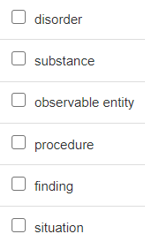 disorder
substance
observable entity
procedure
finding
situation